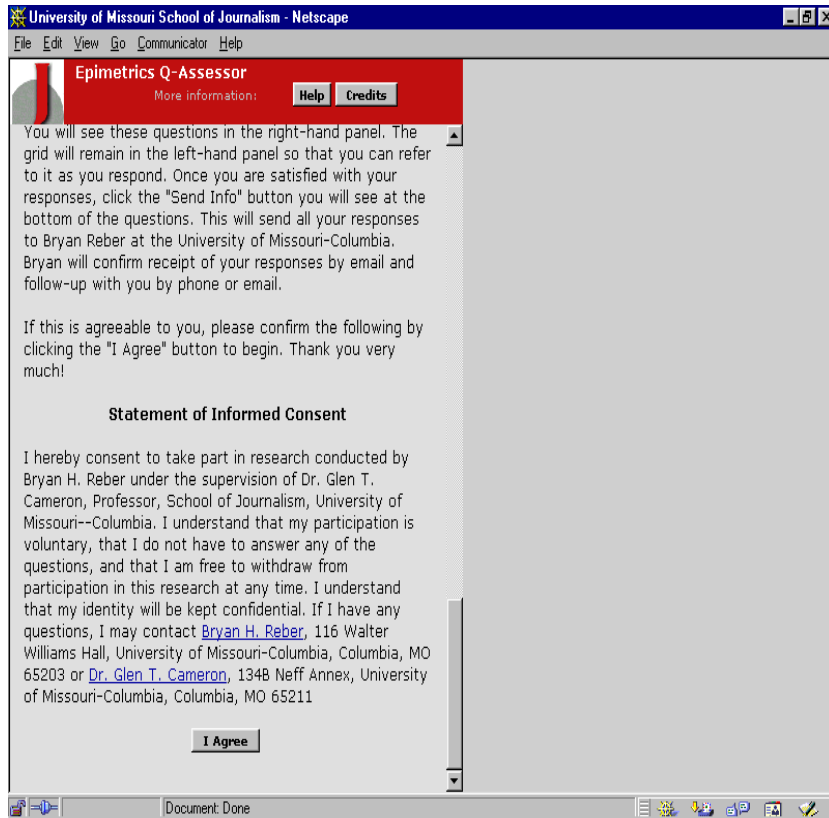 University of Missouri School of Journalism - Netscape
File Edit View Go Communicator Help
J
Epimetrics Q-Assessor
More information: Help Credits
You will see these questions in the right-hand panel. The
grid will remain in the left-hand panel so that you can refer
to it as you respond. Once you are satisfied with your
responses, click the "Send Info" button you will see at the
bottom of the questions. This will send all your responses
to Bryan Reber at the University of Missouri-Columbia.
Bryan will confirm receipt of your responses by email and
follow-up with you by phone or email.
If this is agreeable to you, please confirm the following by
clicking the "I Agree" button to begin. Thank you very
much!
Statement of Informed Consent
I hereby consent to take part in research conducted by
Bryan H. Reber under the supervision of Dr. Glen T.
Cameron, Professor, School of Journalism, University of
Missouri--Columbia. I understand that my participation is
voluntary, that I do not have to answer any of the
questions, and that I am free to withdraw from
participation in this research at any time. I understand
that my identity will be kept confidential. If I have any
questions, I may contact Bryan H. Reber, 116 Walter
Williams Hall, University of Missouri-Columbia, Columbia, MO
65203 or Dr. Glen T. Cameron, 134B Neff Annex, University
of Missouri-Columbia, Columbia, MO 65211
I Agree
Document: Done